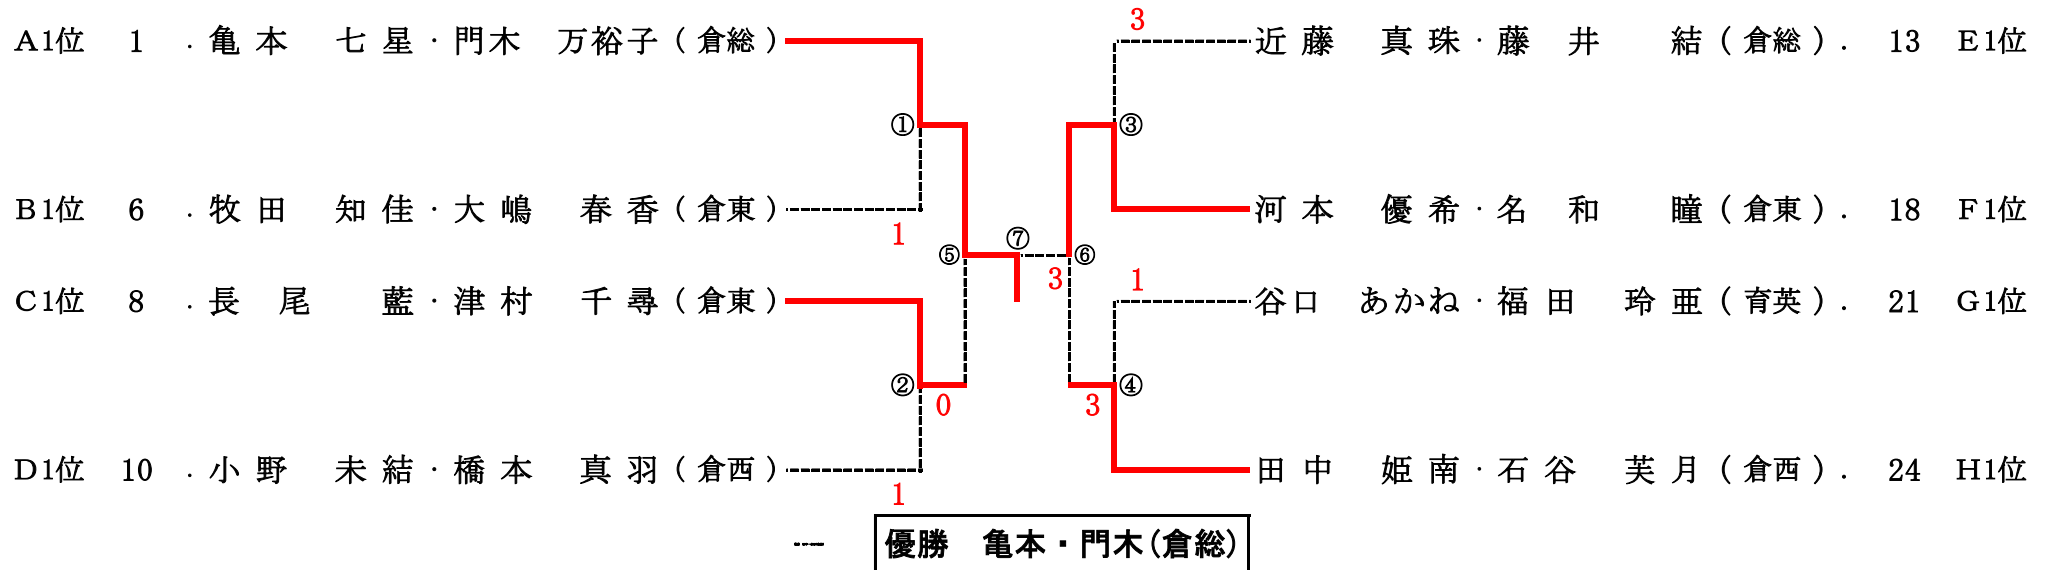 3
A1位 1 ．亀本 七星・門木 万裕子（倉総） 近藤 真珠・藤井 結（倉総）． 13 E1位
① ③
B1位 6 ．牧田 知佳・大嶋 春香（倉東） 河本 優希・名和 瞳（倉東）． 18 F1位
1 ⑦
⑤ ⑥
3 1
C1位 8 ．長尾 藍・津村 千尋（倉東） 谷口 あかね・福田 玲亜（育英）． 21 G1位
② ④
0 3
D1位 10 ．小野 未結・橋本 真羽（倉西） 田中 姫南・石谷 芙月（倉西）． 24 H1位
1
優勝 亀本・門木(倉総)